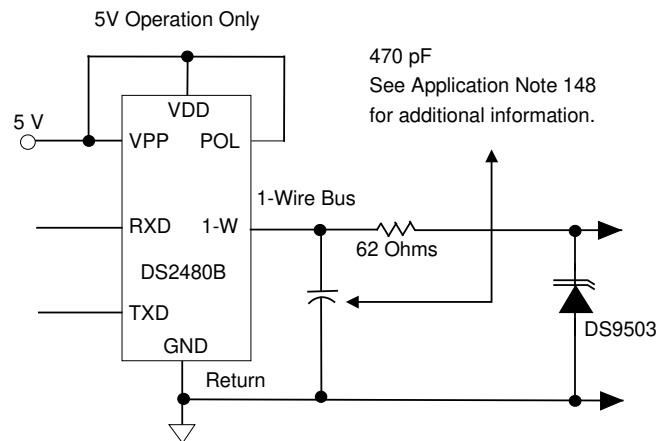 5V Operation Only
470 pF
See Application Note 148
for additional information.
5 V
VDD
VPP
POL
1-Wire Bus
RXD
1-W
62 Ohms
DS2480B
TXD
DS9503
GND
Return